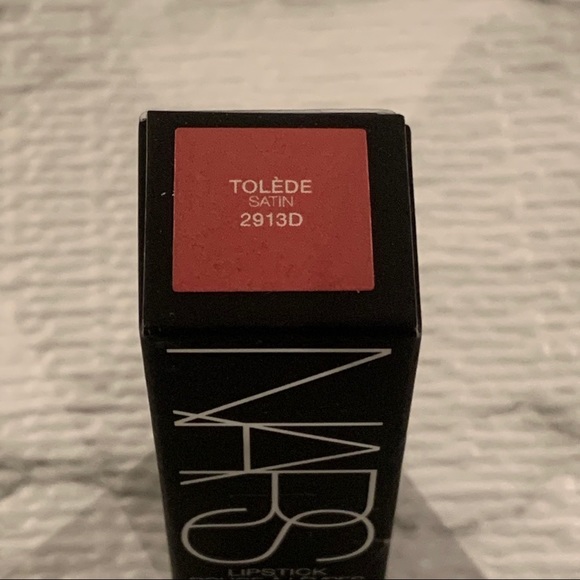 TOLÈDE
SATIN
2913D
NARS
LIPSTICK